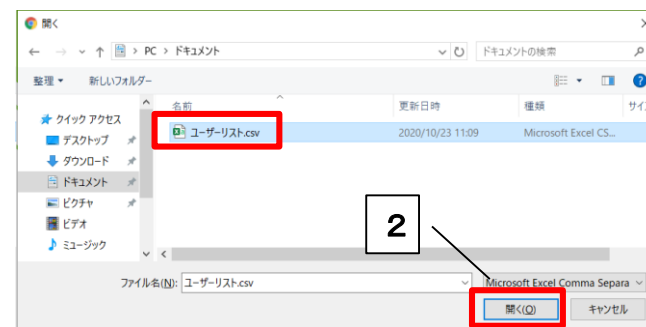 開く
PC > ドキュメント
ドキュメントの検索
整理 新しいフォルダー
名前 更新日時 種類 サイ
クイック アクセス
ユーザーリスト.csv 2020/10/23 11:09 Microsoft Excel CS...
デスクトップ
ダウンロード
ドキュメント
ピクチャ
ビデオ
ミュージック
2
ファイル名(N): ユーザーリスト.csv Microsoft Excel Comma Separa
開く(O) キャンセル